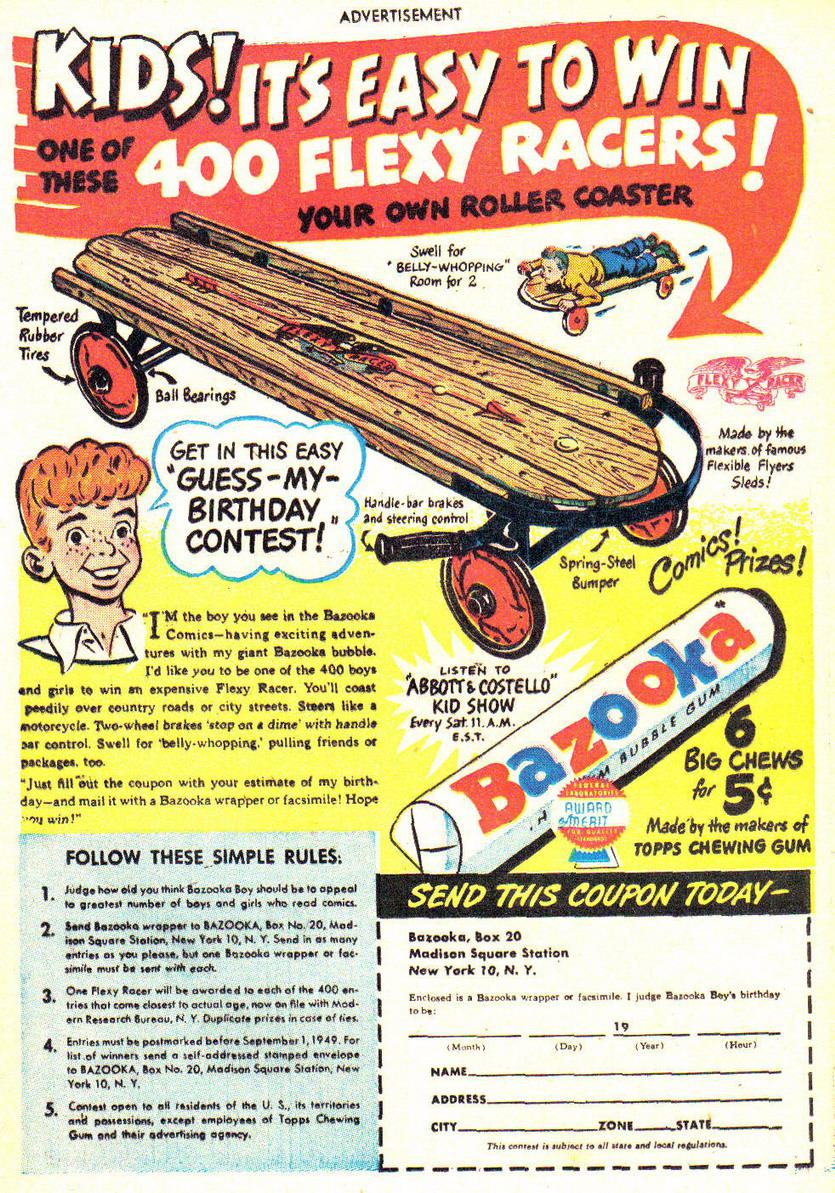 ADVERTISEMENT
KIDS! IT'S EASY TO WIN
ONE OF
THESE
400 FLEXY RACERS!
YOUR OWN ROLLER COASTER
Swell for
"BELLY-WHOPPING"
Room for 2
Tempered
Rubber
Tires
Ball Bearings
FLEXY RACER
Made by the
makers of famous
Flexible Flyers
Sleds!
GET IN THIS EASY
"GUESS-MY-
BIRTHDAY
CONTEST!"
Handle-bar brakes
and steering control
Spring-Steel
Bumper
Comics!
Prizes!
"I'M the boy you see in the Bazooka
Comics—having exciting adven-
tures with my giant Bazooka bubble.
I'd like you to be one of the 400 boys
and girls to win an expensive Flexy Racer. You'll coast
peedily over country roads or city streets. Steers like a
motorcycle. Two-wheel brakes 'stop on a dime' with handle
bar control. Swell for 'belly-whopping,' pulling friends or
packages, too.
"Just fill out the coupon with your estimate of my birth-
day—and mail it with a Bazooka wrapper or facsimile! Hope
you win!"
LISTEN TO
"ABBOTT & COSTELLO"
KID SHOW
Every Sat. 11. A.M.
E.S.T.
Bazooka
BUBBLE GUM
FEDERAL
LABORATORIES
AWARD
of MERIT
FOR QUALITY
STANDARDS
6
BIG CHEWS
for 5¢
Made by the makers of
TOPPS CHEWING GUM
FOLLOW THESE SIMPLE RULES:
1. Judge how old you think Bazooka Boy should be to appeal
to greatest number of boys and girls who read comics.
2. Send Bazooka wrapper to BAZOOKA, Box No. 20, Mad-
ison Square Station, New York 10, N. Y. Send in as many
entries as you please, but one Bazooka wrapper or fac-
simile must be sent with each.
3. One Flexy Racer will be awarded to each of the 400 en-
tries that come closest to actual age, now on file with Mod-
ern Research Bureau, N. Y. Duplicate prizes in case of ties.
4. Entries must be postmarked before September 1, 1949. For
list of winners send a self-addressed stamped envelope
to BAZOOKA, Box No. 20, Madison Square Station, New
York 10, N. Y.
5. Contest open to all residents of the U. S., its territories
and possessions, except employees of Topps Chewing
Gum and their advertising agency.
SEND THIS COUPON TODAY—
Bazooka, Box 20
Madison Square Station
New York 10, N. Y.
Enclosed is a Bazooka wrapper or facsimile. I judge Bazooka Boy's birthday
to be:
19
(Month) (Day) (Year) (Hour)
NAME
ADDRESS
CITY ZONE STATE
This contest is subject to all state and local regulations.